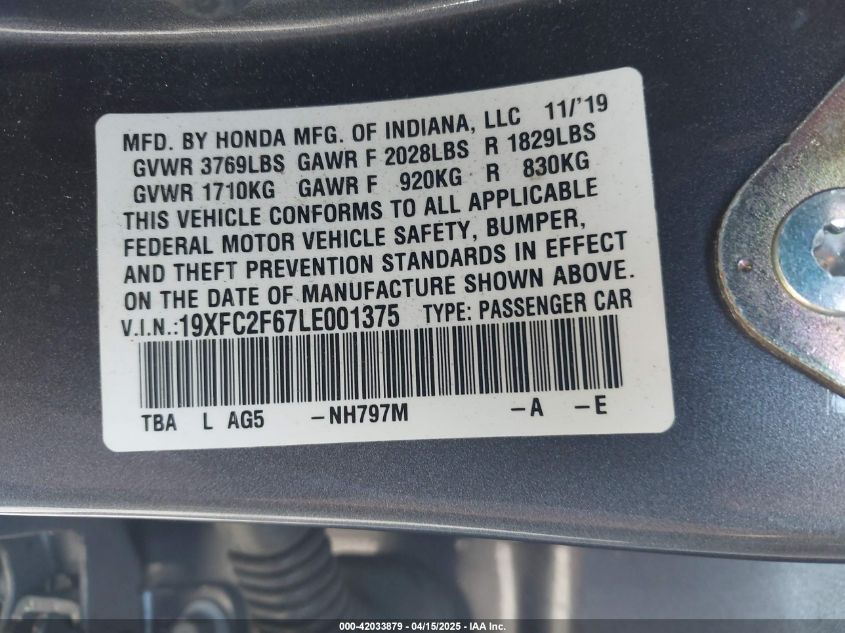 MFD. BY HONDA MFG. OF INDIANA, LLC 11/'19
GVWR 3769LBS GAWR F 2028LBS R 1829LBS
GVWR 1710KG GAWR F 920KG R 830KG
THIS VEHICLE CONFORMS TO ALL APPLICABLE
FEDERAL MOTOR VEHICLE SAFETY, BUMPER,
AND THEFT PREVENTION STANDARDS IN EFFECT
ON THE DATE OF MANUFACTURE SHOWN ABOVE.
V.I.N.:19XFC2F67LE001375 TYPE: PASSENGER CAR
TBA L AG5 -NH797M -A -E
000-42033879 - 04/15/2025 - IAA Inc.